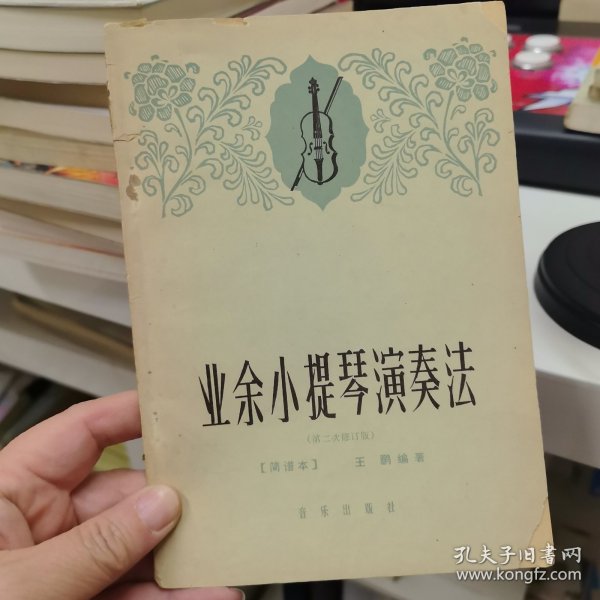 业余小提琴演奏法
（第二次修订版）
［简谱本］ 王鹏编著
音乐出版社
孔夫子旧书网
www.kongfz.com